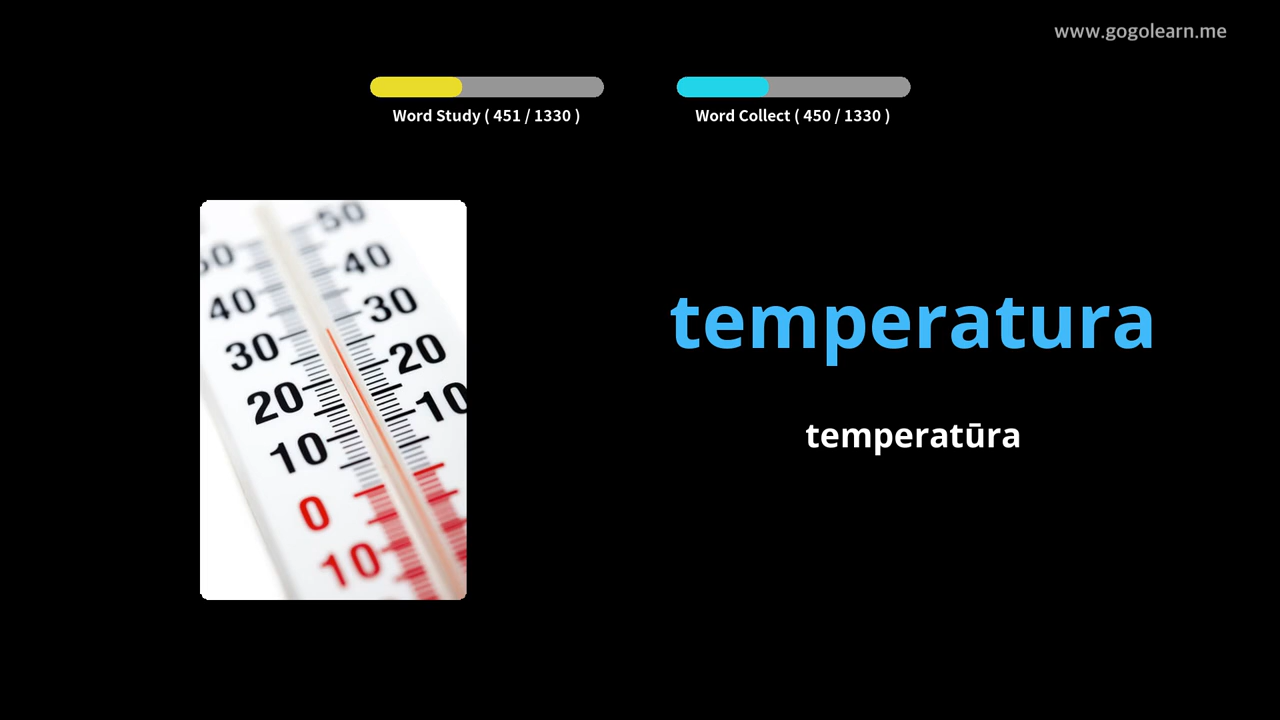 www.gogolearn.me
Word Study ( 451 / 1330 )
Word Collect ( 450 / 1330 )
50
40
40
30
30
20
20
10
10
0
10
temperatura
temperatūra